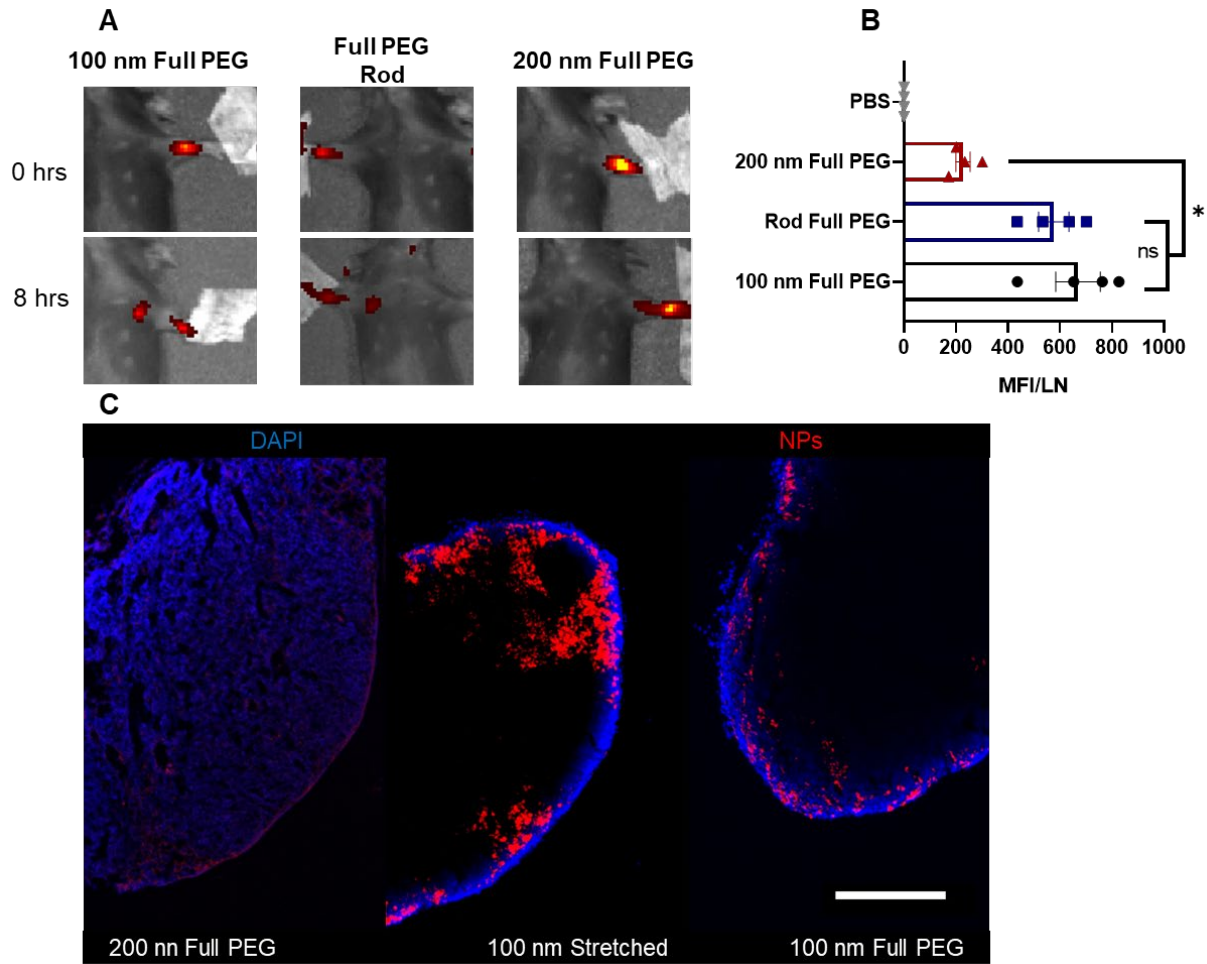 A
100 nm Full PEG
Full PEG
Rod
200 nm Full PEG
0 hrs
8 hrs
B
PBS
200 nm Full PEG
Rod Full PEG
100 nm Full PEG
*
ns
0 200 400 600 800 1000
MFI/LN
C
DAPI NPs
200 nn Full PEG 100 nm Stretched 100 nm Full PEG